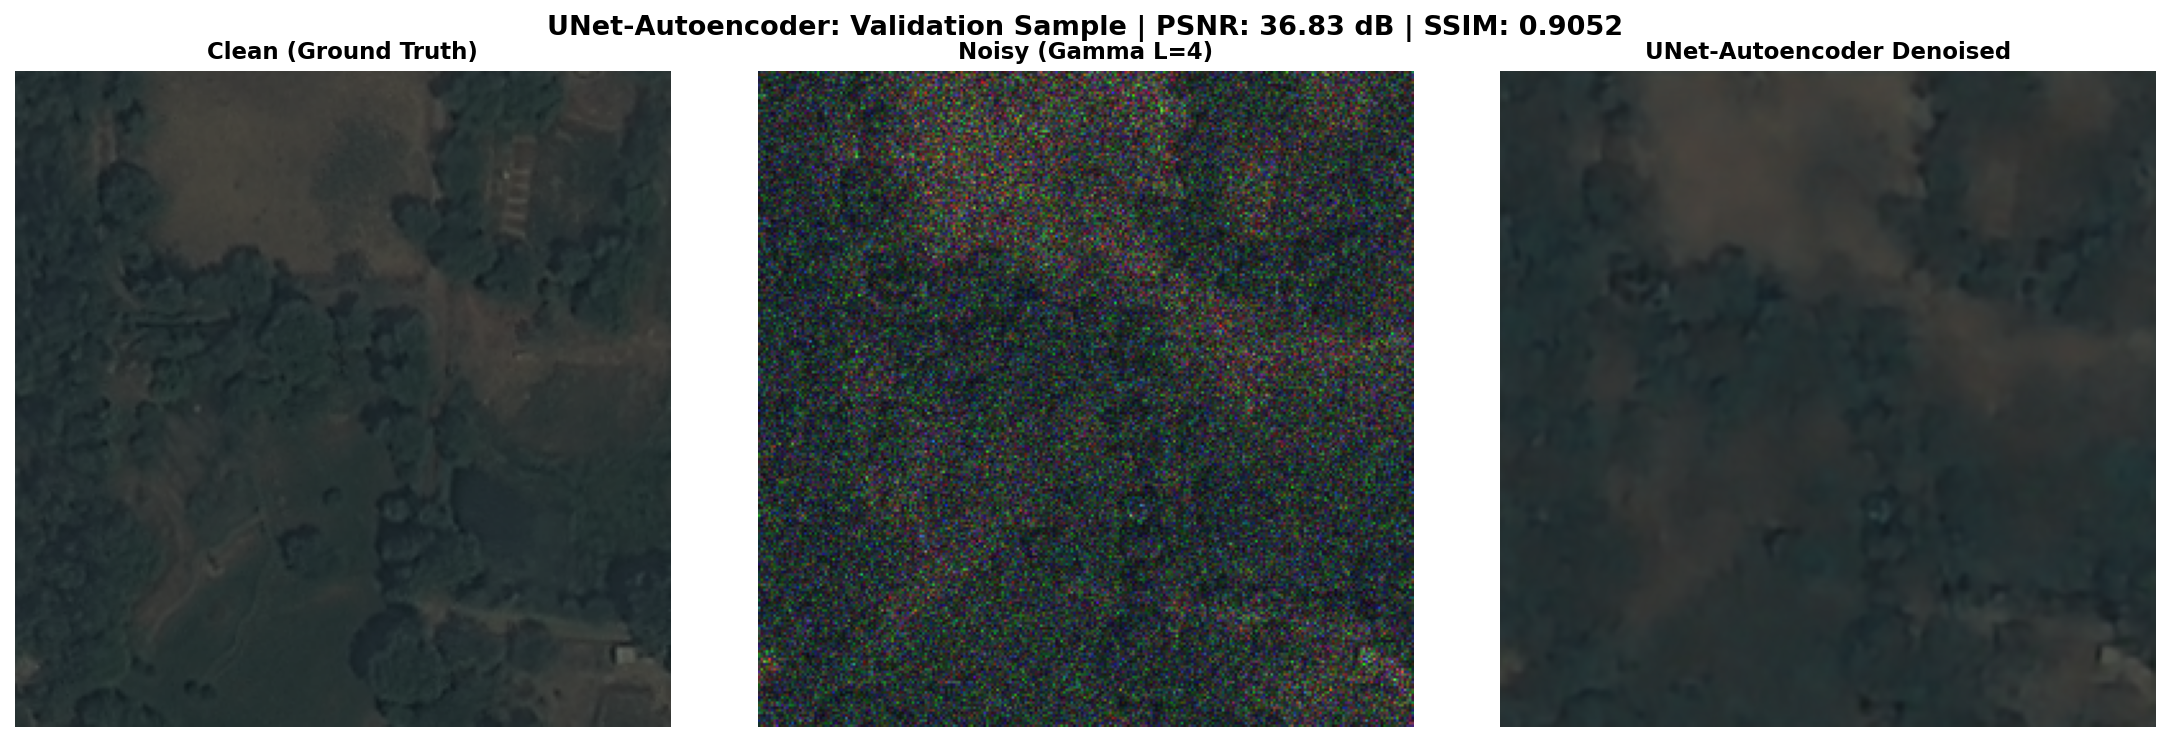 UNet-Autoencoder: Validation Sample | PSNR: 36.83 dB | SSIM: 0.9052
Clean (Ground Truth)
Noisy (Gamma L=4)
UNet-Autoencoder Denoised